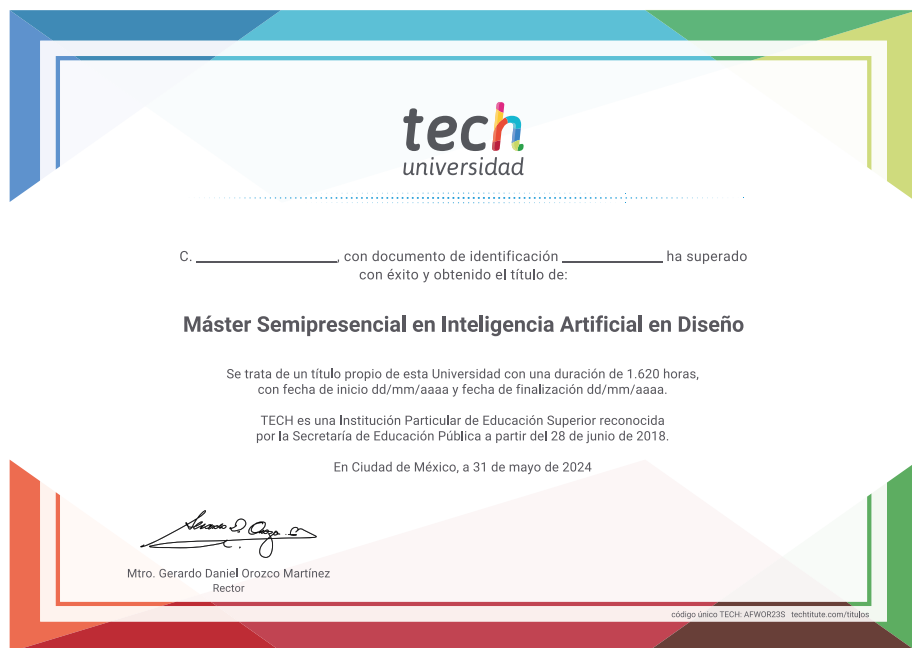 tech
universidad
C. ____________________, con documento de identificación ______________ ha superado
con éxito y obtenido el título de:
Máster Semipresencial en Inteligencia Artificial en Diseño
Se trata de un título propio de esta Universidad con una duración de 1.620 horas,
con fecha de inicio dd/mm/aaaa y fecha de finalización dd/mm/aaaa.
TECH es una Institución Particular de Educación Superior reconocida
por la Secretaría de Educación Pública a partir del 28 de junio de 2018.
En Ciudad de México, a 31 de mayo de 2024
Mtro. Gerardo Daniel Orozco Martínez
Rector
código único TECH: AFWOR23S techtitute.com/titulos